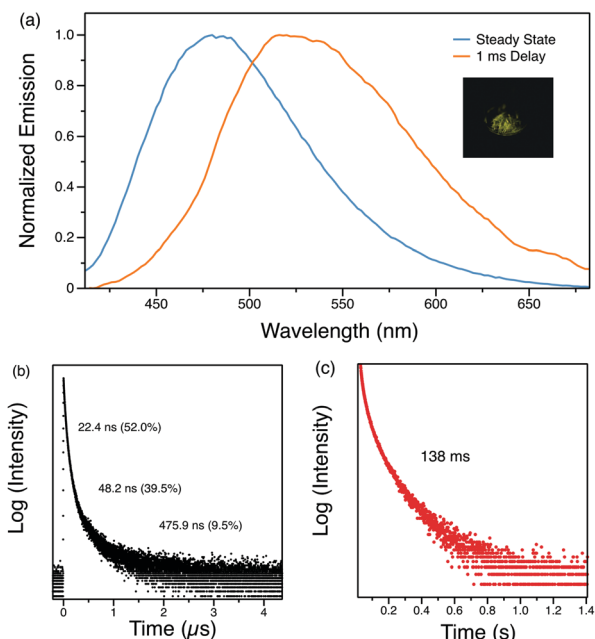 (a)
Normalized Emission
1.0
0.8
0.6
0.4
0.2
0
Steady State
1 ms Delay
450
500
550
600
650
Wavelength (nm)
(b)
Log (Intensity)
22.4 ns (52.0%)
48.2 ns (39.5%)
475.9 ns (9.5%)
0
1
2
3
4
Time (µs)
(c)
Log (Intensity)
138 ms
0.2
0.4
0.6
0.8
1.0
1.2
1.4
Time (s)